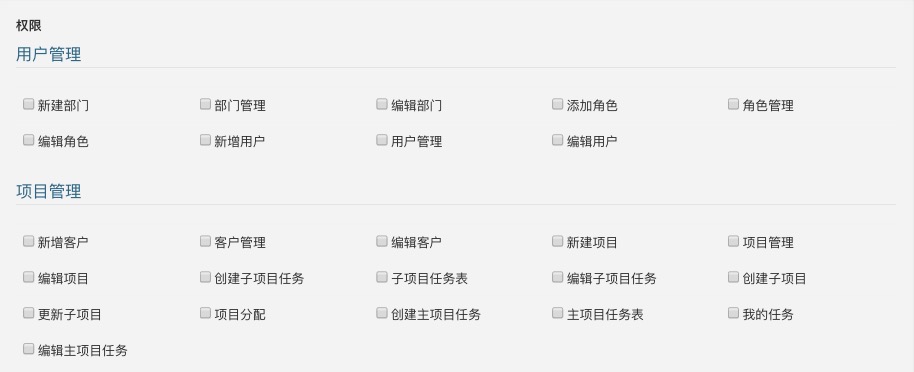 权限
用户管理
新建部门 部门管理 编辑部门 添加角色 角色管理
编辑角色 新增用户 用户管理 编辑用户
项目管理
新增客户 客户管理 编辑客户 新建项目 项目管理
编辑项目 创建子项目任务 子项目任务表 编辑子项目任务 创建子项目
更新子项目 项目分配 创建主项目任务 主项目任务表 我的任务
编辑主项目任务